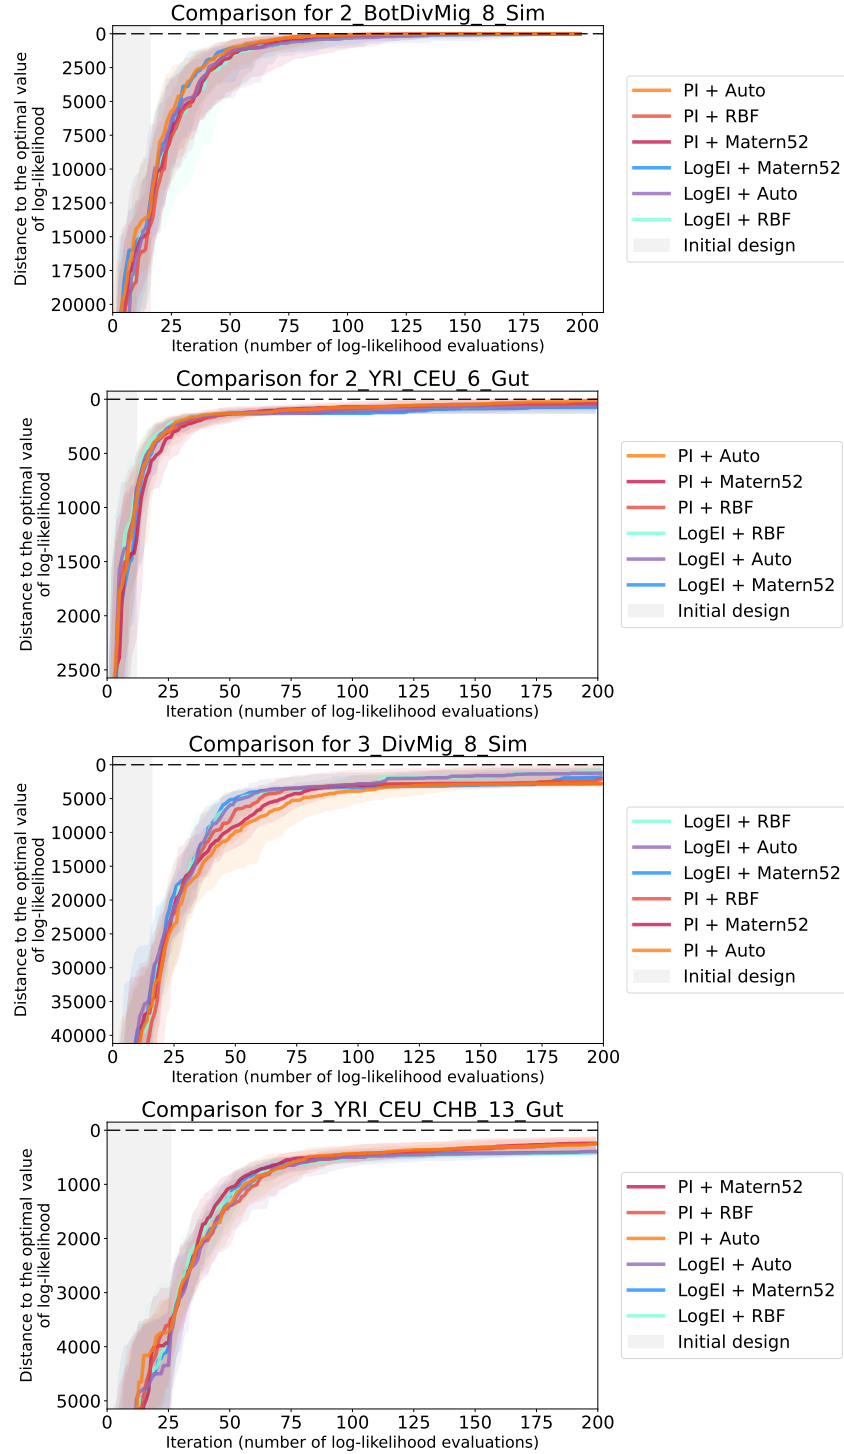 Comparison for 2_BotDivMig_8_Sim
Distance to the optimal value
of log-likelihood
0
2500
5000
7500
10000
12500
15000
17500
20000
0 25 50 75 100 125 150 175 200
Iteration (number of log-likelihood evaluations)
PI + Auto
PI + RBF
PI + Matern52
LogEI + Matern52
LogEI + Auto
LogEI + RBF
Initial design
Comparison for 2_YRI_CEU_6_Gut
Distance to the optimal value
of log-likelihood
0
500
1000
1500
2000
2500
0 25 50 75 100 125 150 175 200
Iteration (number of log-likelihood evaluations)
PI + Auto
PI + Matern52
PI + RBF
LogEI + RBF
LogEI + Auto
LogEI + Matern52
Initial design
Comparison for 3_DivMig_8_Sim
Distance to the optimal value
of log-likelihood
0
5000
10000
15000
20000
25000
30000
35000
40000
0 25 50 75 100 125 150 175 200
Iteration (number of log-likelihood evaluations)
LogEI + RBF
LogEI + Auto
LogEI + Matern52
PI + RBF
PI + Matern52
PI + Auto
Initial design
Comparison for 3_YRI_CEU_CHB_13_Gut
Distance to the optimal value
of log-likelihood
0
1000
2000
3000
4000
5000
0 25 50 75 100 125 150 175 200
Iteration (number of log-likelihood evaluations)
PI + Matern52
PI + RBF
PI + Auto
LogEI + Auto
LogEI + Matern52
LogEI + RBF
Initial design